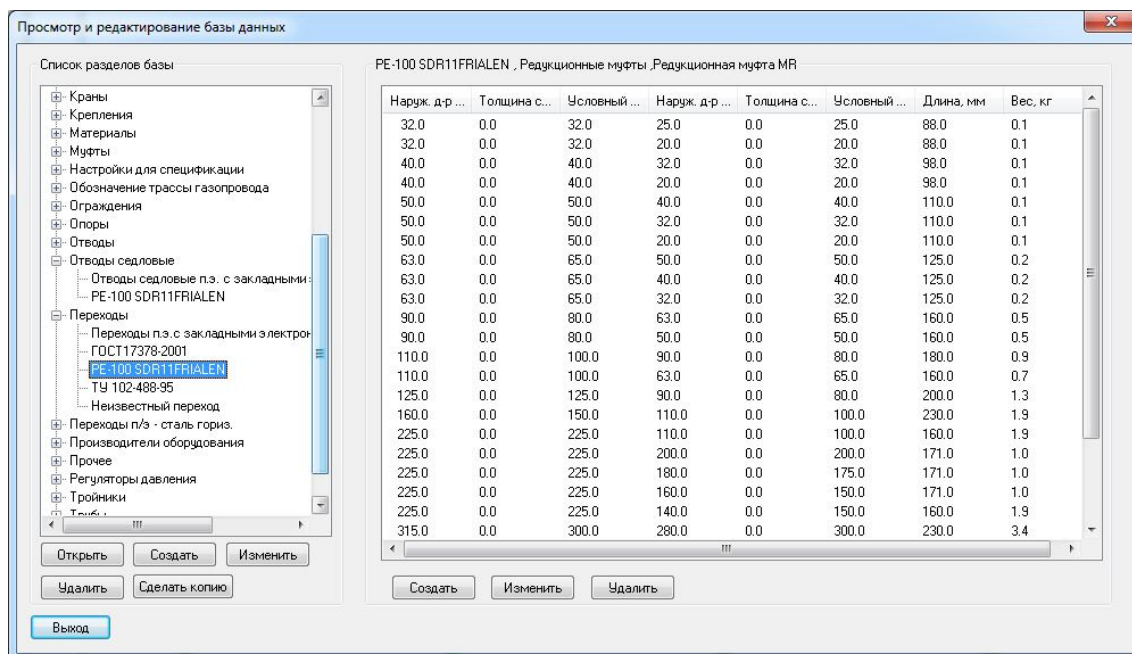 Просмотр и редактирование базы данных
Список разделов базы
Краны
Крепления
Материалы
Муфты
Настройки для спецификации
Обозначение трассы газопровода
Ограждения
Опоры
Отводы
Отводы седловые
Отводы седловые п.э. с закладными
PE-100 SDR11FRIALEN
Переходы
Переходы п.э.с закладными электрон
ГОСТ17378-2001
PE-100 SDR11FRIALEN
ТУ 102-488-95
Неизвестный переход
Переходы п/э - сталь гориз.
Производители оборудования
Прочее
Регуляторы давления
Тройники
Трубы
Открыть Создать Изменить
Удалить Сделать копию
Выход
PE-100 SDR11FRIALEN , Редукционные муфты ,Редукционная муфта MR
Наруж. д-р ... Толщина с... Условный ... Наруж. д-р ... Толщина с... Условный ... Длина, мм Вес, кг
32.0 0.0 32.0 25.0 0.0 25.0 88.0 0.1
32.0 0.0 32.0 20.0 0.0 20.0 88.0 0.1
40.0 0.0 40.0 32.0 0.0 32.0 98.0 0.1
40.0 0.0 40.0 20.0 0.0 20.0 98.0 0.1
50.0 0.0 50.0 40.0 0.0 40.0 110.0 0.1
50.0 0.0 50.0 32.0 0.0 32.0 110.0 0.1
50.0 0.0 50.0 20.0 0.0 20.0 110.0 0.1
63.0 0.0 65.0 50.0 0.0 50.0 125.0 0.2
63.0 0.0 65.0 40.0 0.0 40.0 125.0 0.2
63.0 0.0 65.0 32.0 0.0 32.0 125.0 0.2
90.0 0.0 80.0 63.0 0.0 65.0 160.0 0.5
90.0 0.0 80.0 50.0 0.0 50.0 160.0 0.5
110.0 0.0 100.0 90.0 0.0 80.0 180.0 0.9
110.0 0.0 100.0 63.0 0.0 65.0 160.0 0.7
125.0 0.0 125.0 90.0 0.0 80.0 200.0 1.3
160.0 0.0 150.0 110.0 0.0 100.0 230.0 1.9
225.0 0.0 225.0 110.0 0.0 100.0 160.0 1.9
225.0 0.0 225.0 200.0 0.0 200.0 171.0 1.0
225.0 0.0 225.0 180.0 0.0 175.0 171.0 1.0
225.0 0.0 225.0 160.0 0.0 150.0 171.0 1.0
225.0 0.0 225.0 140.0 0.0 150.0 160.0 1.9
315.0 0.0 300.0 280.0 0.0 300.0 230.0 3.4
Создать Изменить Удалить